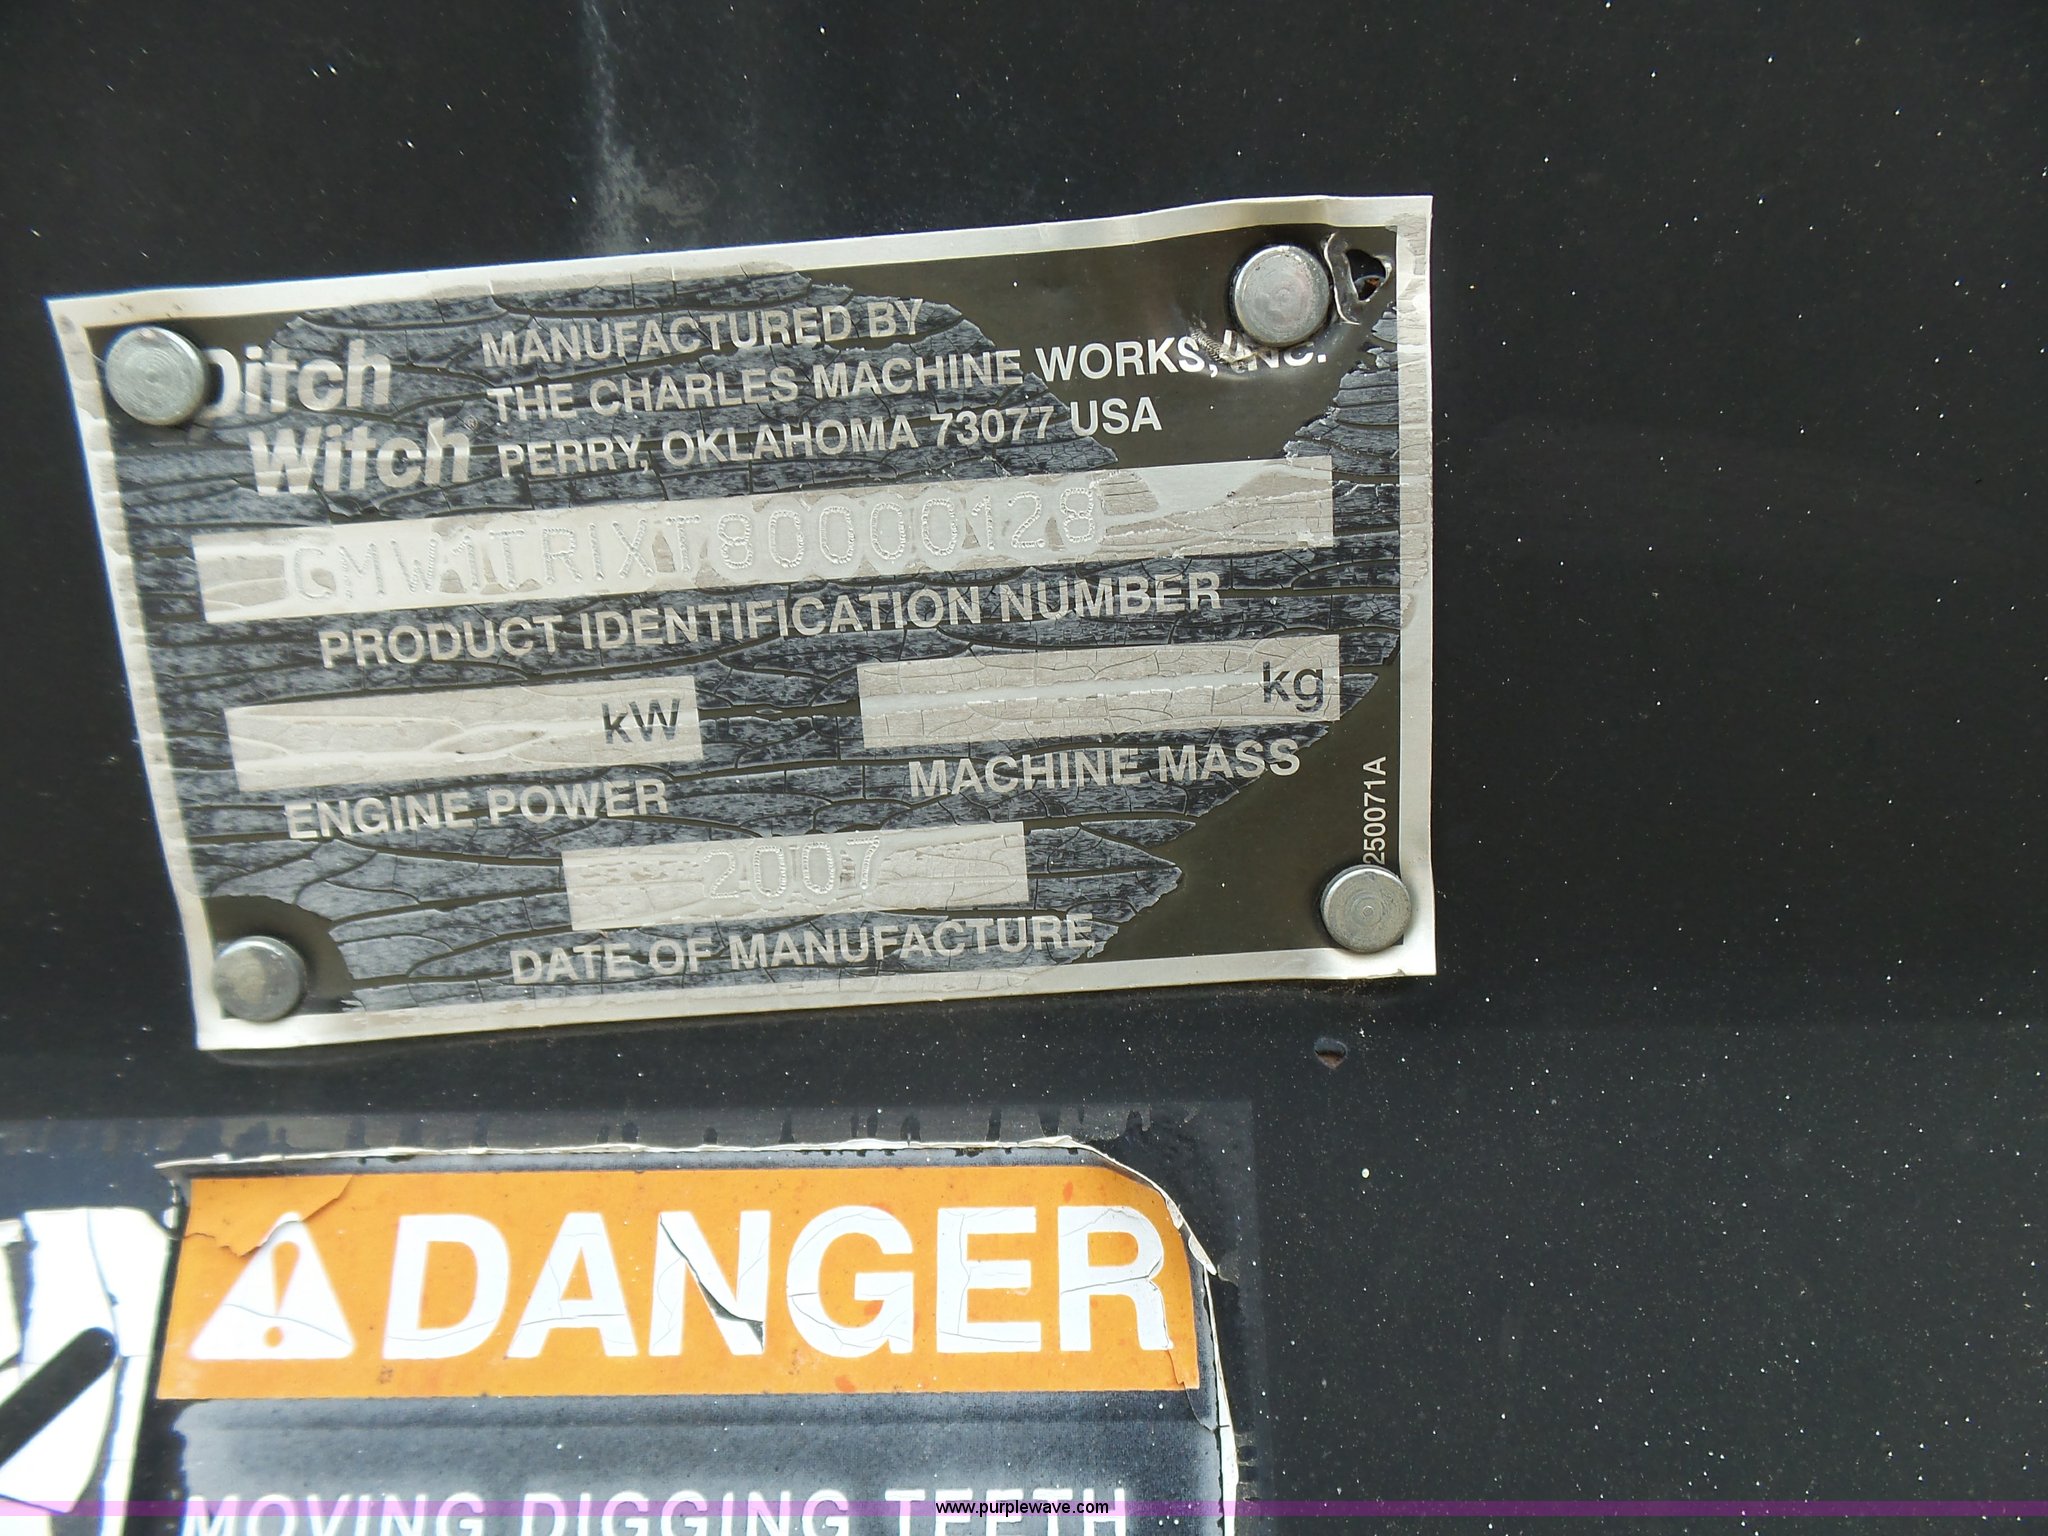 Ditch
Witch®
MANUFACTURED BY
THE CHARLES MACHINE WORKS, INC.
PERRY, OKLAHOMA 73077 USA
CMW1TRIXT80000128
PRODUCT IDENTIFICATION NUMBER
kW
ENGINE POWER
kg
MACHINE MASS
2007
DATE OF MANUFACTURE
250071A
DANGER
MOVING DIGGING TEETH
www.purplewave.com